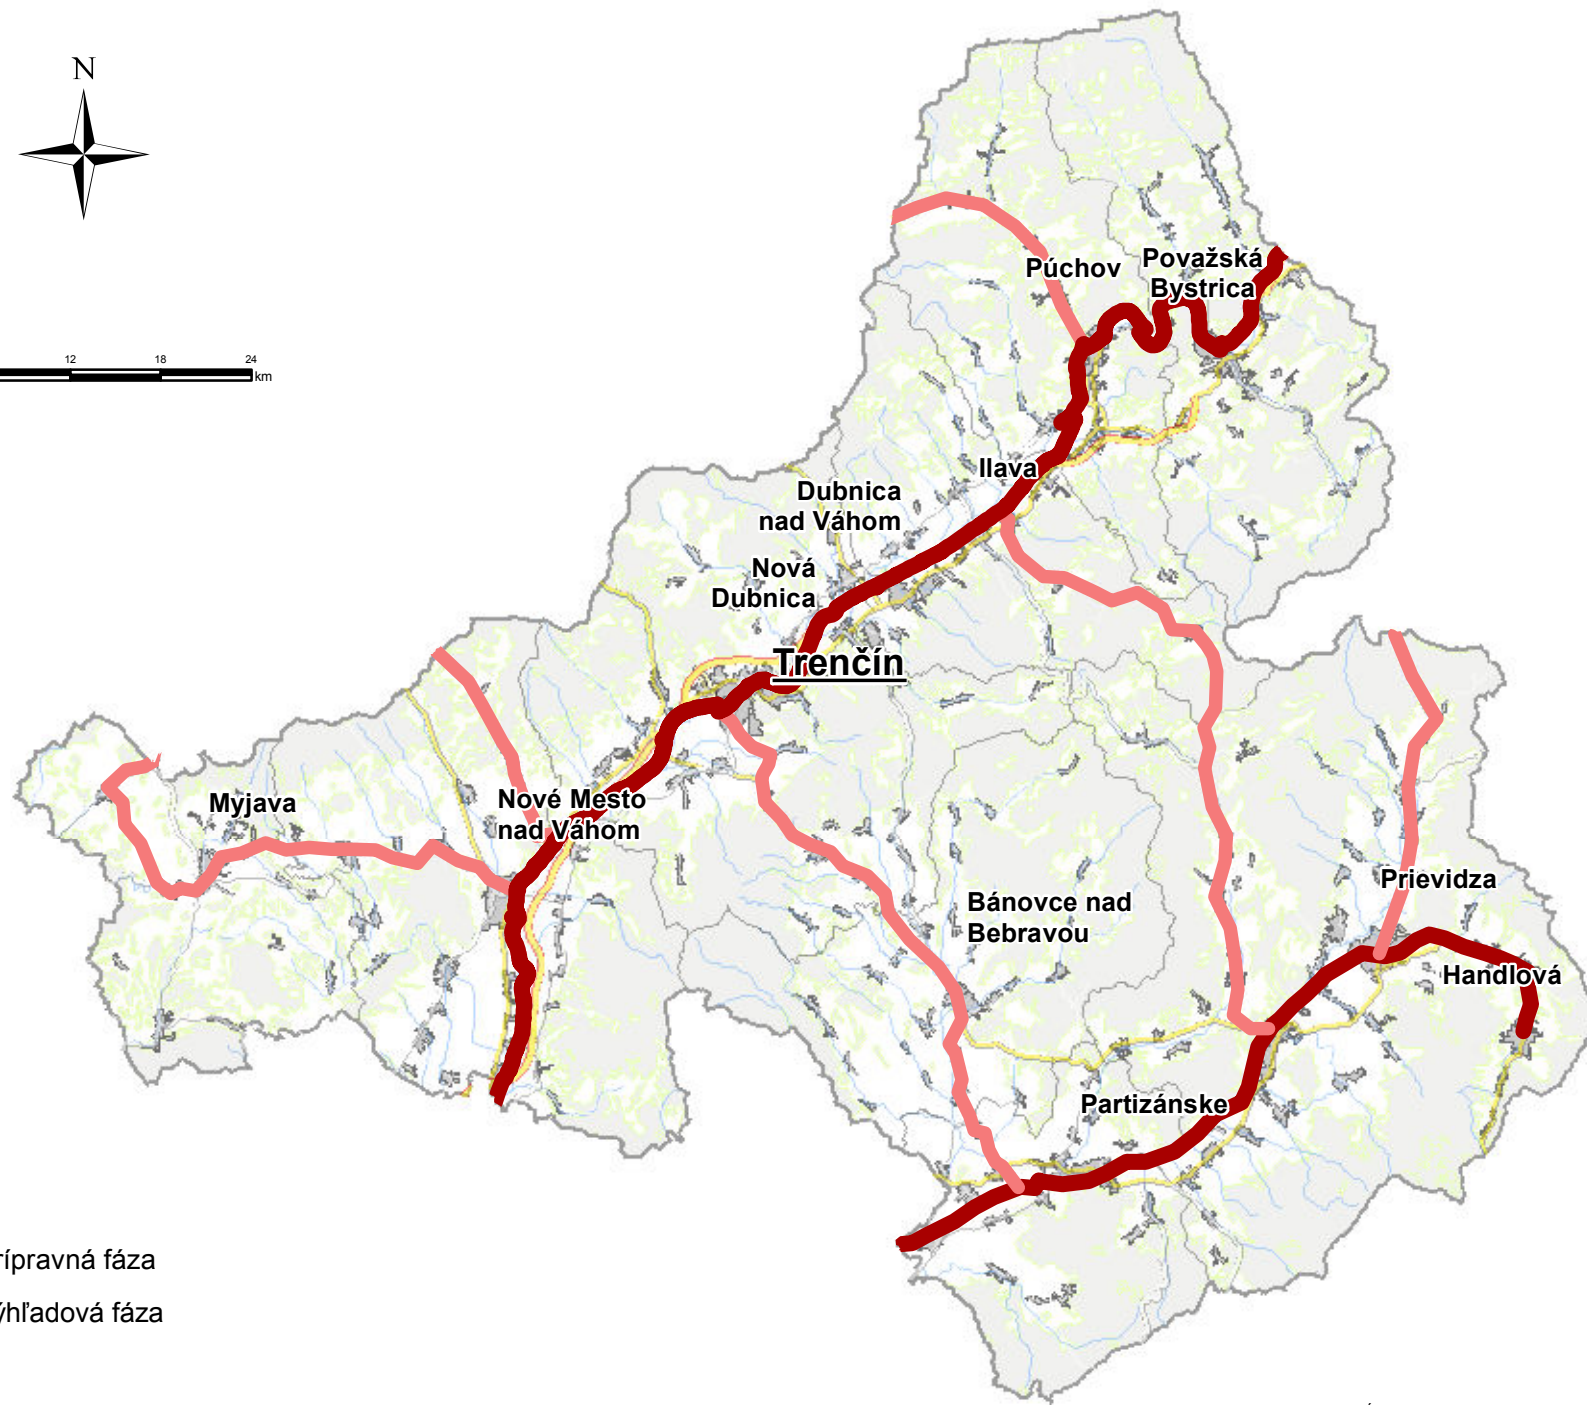 N
12 18 24
km
Púchov
Považská
Bystrica
Ilava
Dubnica
nad Váhom
Nová
Dubnica
Trenčín
Myjava
Nové Mesto
nad Váhom
Prievidza
Bánovce nad
Bebravou
Handlová
Partizánske
rípravná fáza
ýhľadová fáza